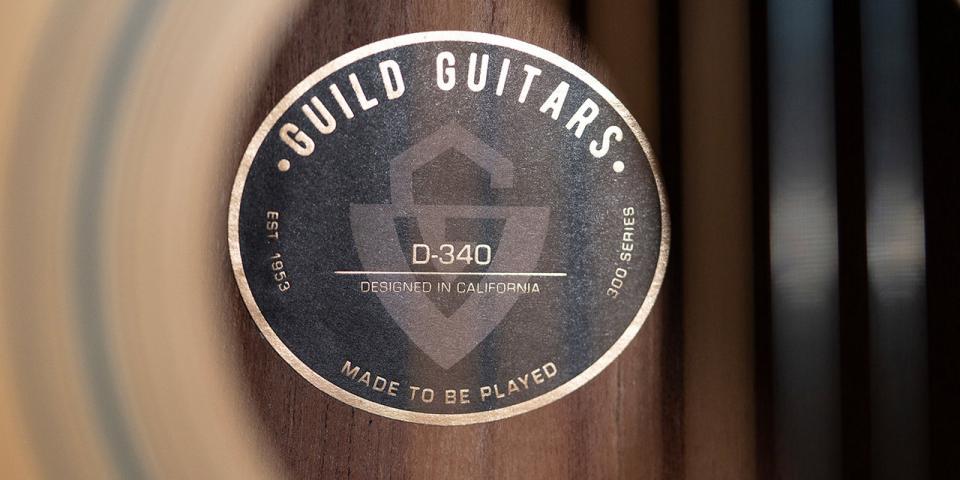 GUILD GUITARS
EST. 1953
300 SERIES
D-340
DESIGNED IN CALIFORNIA
MADE TO BE PLAYED